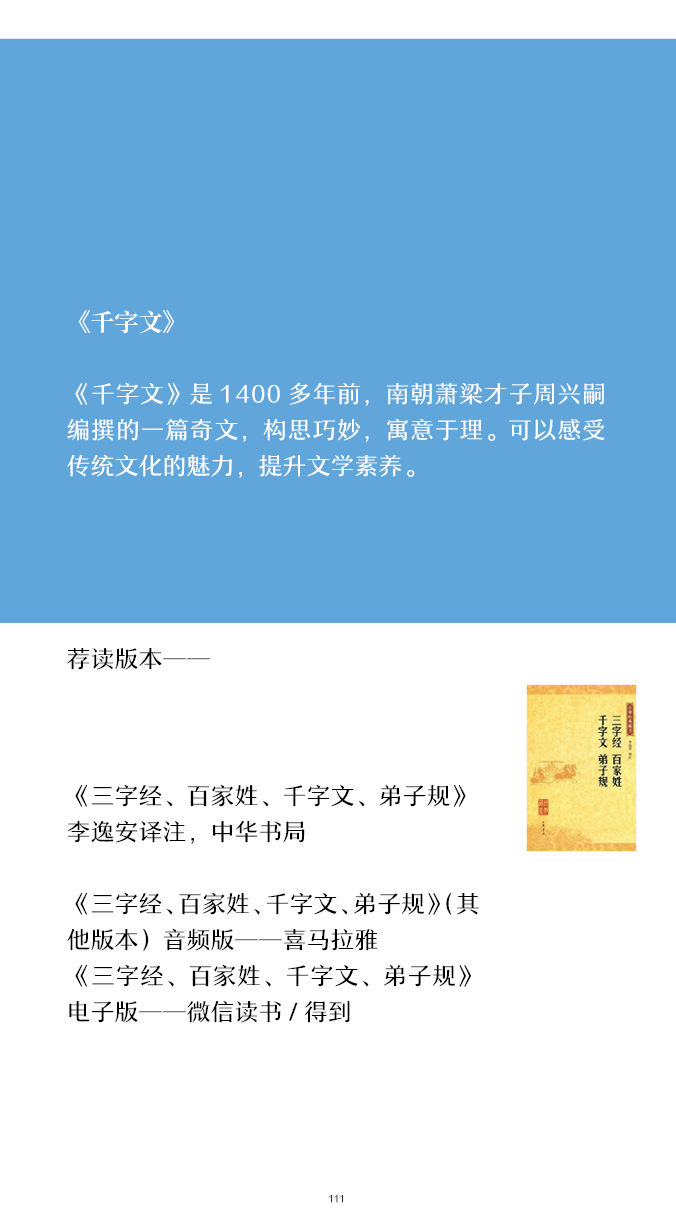 《千字文》
《千字文》是1400多年前，南朝萧梁才子周兴嗣
编撰的一篇奇文，构思巧妙，寓意于理。可以感受
传统文化的魅力，提升文学素养。
荐读版本——
三字经 百家姓
千字文 弟子规
《三字经、百家姓、千字文、弟子规》
李逸安译注，中华书局
《三字经、百家姓、千字文、弟子规》（其
他版本）音频版——喜马拉雅
《三字经、百家姓、千字文、弟子规》
电子版——微信读书/得到
111